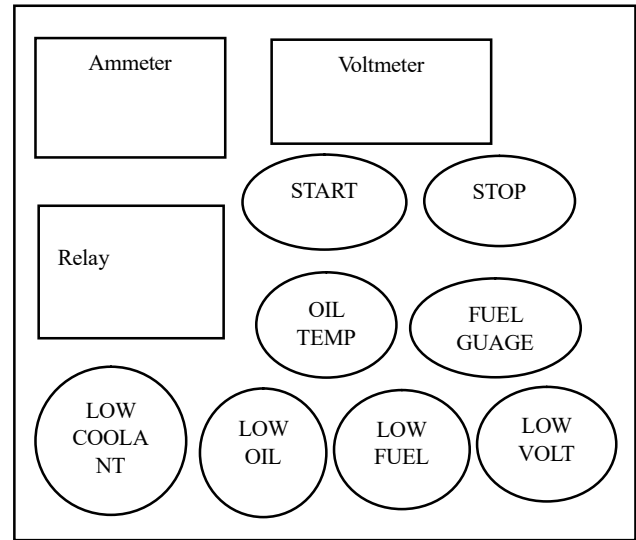 Ammeter
Voltmeter
START
STOP
Relay
OIL
TEMP
FUEL
GUAGE
LOW
COOLA
NT
LOW
OIL
LOW
FUEL
LOW
VOLT